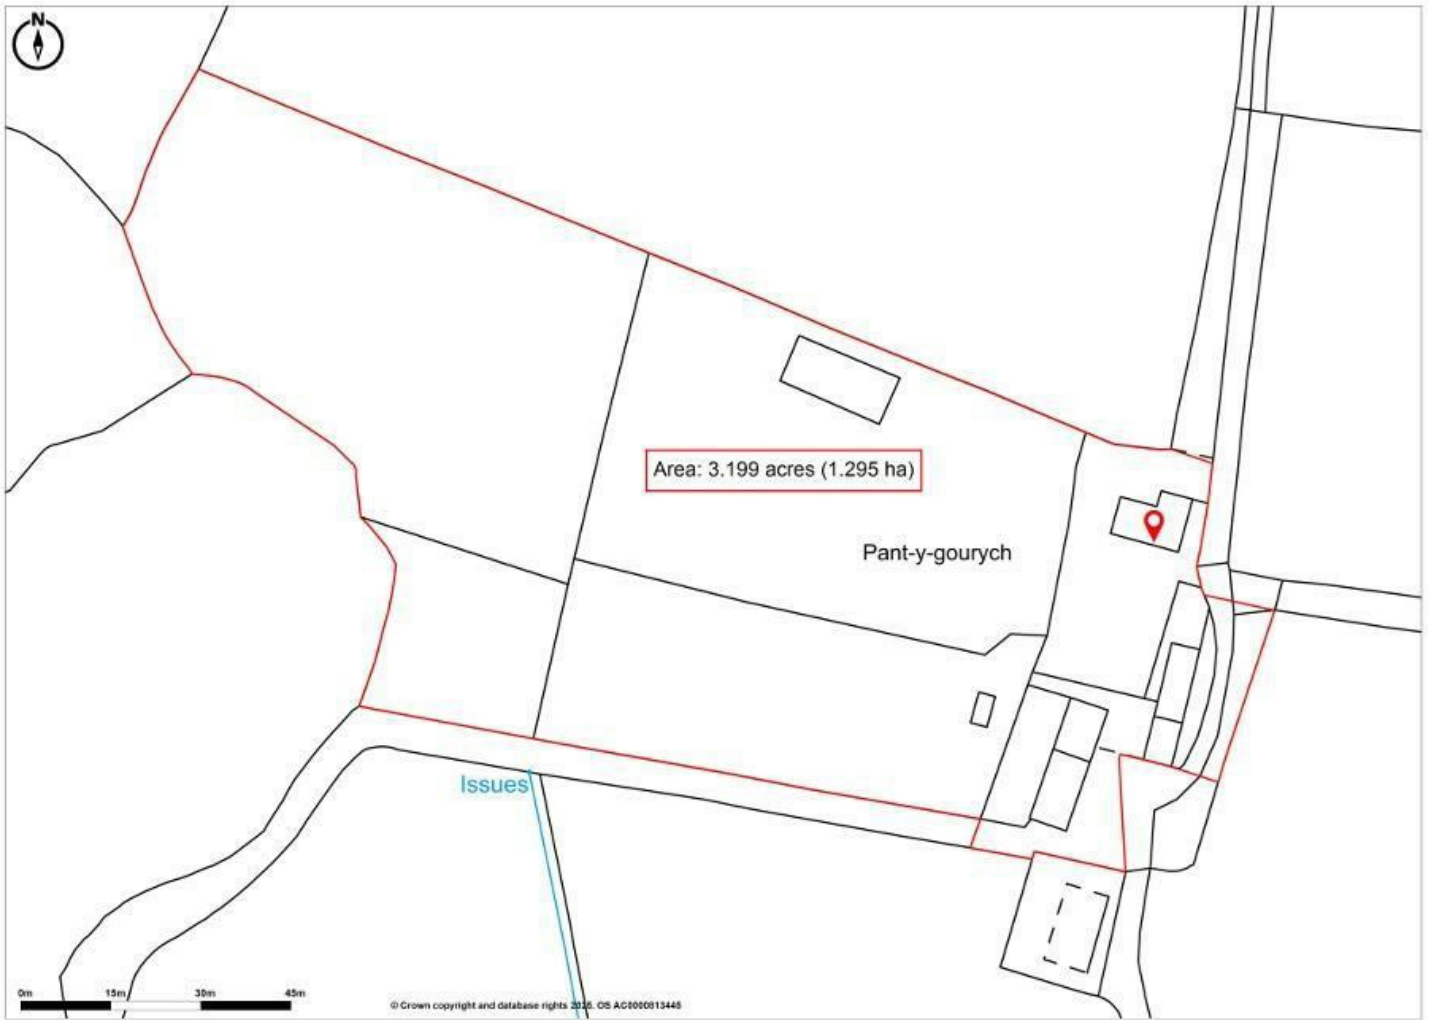 N
Area: 3.199 acres (1.295 ha)
Pant-y-gourych
Issues
0m 15m 30m 45m
© Crown copyright and database rights OS AC0000813445